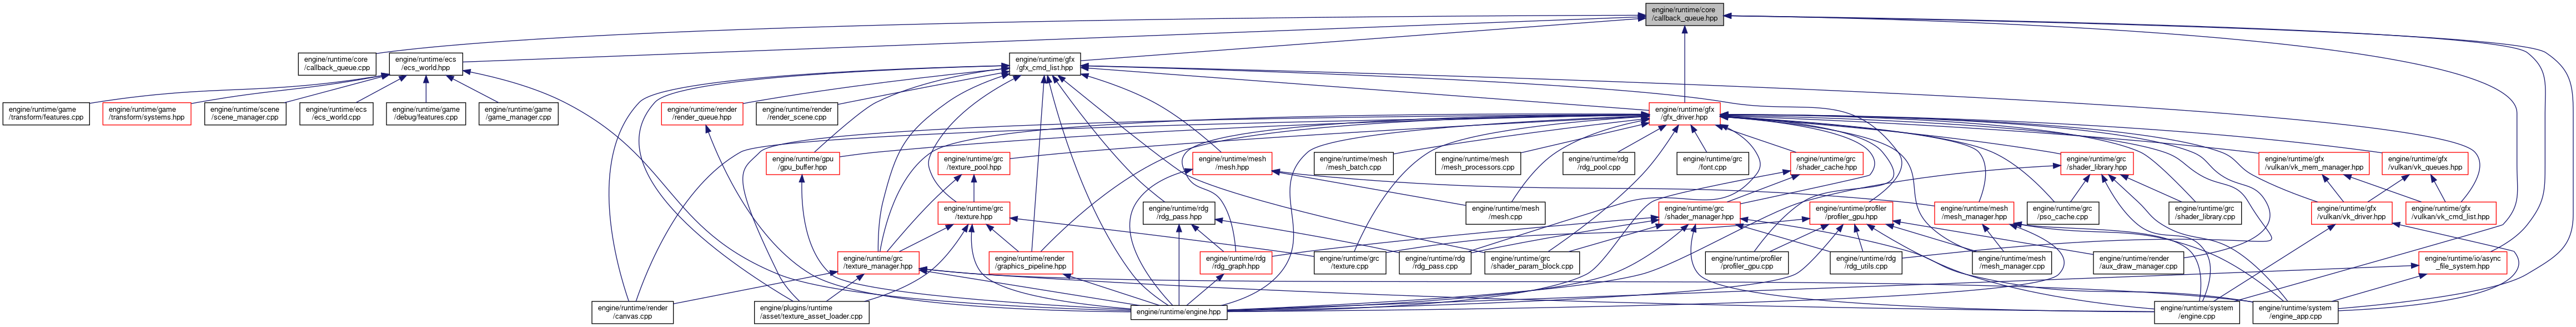 engine/runtime/core
/callback_queue.hpp
engine/runtime/core
/callback_queue.cpp
engine/runtime/ecs
/ecs_world.hpp
engine/runtime/gfx
/gfx_cmd_list.hpp
engine/runtime/game
/transform/features.cpp
engine/runtime/game
/transform/systems.hpp
engine/runtime/scene
/scene_manager.cpp
engine/runtime/ecs
/ecs_world.cpp
engine/runtime/game
/debug/features.cpp
engine/runtime/game
/game_manager.cpp
engine/runtime/render
/render_queue.hpp
engine/runtime/render
/render_scene.cpp
engine/runtime/gfx
/gfx_driver.hpp
engine/runtime/gpu
/gpu_buffer.hpp
engine/runtime/grc
/texture_pool.hpp
engine/runtime/mesh
/mesh.hpp
engine/runtime/mesh
/mesh_batch.cpp
engine/runtime/mesh
/mesh_processors.cpp
engine/runtime/rdg
/rdg_pool.cpp
engine/runtime/grc
/font.cpp
engine/runtime/grc
/shader_cache.hpp
engine/runtime/grc
/shader_library.hpp
engine/runtime/gfx
/vulkan/vk_mem_manager.hpp
engine/runtime/gfx
/vulkan/vk_queues.hpp
engine/runtime/grc
/texture.hpp
engine/runtime/rdg
/rdg_pass.hpp
engine/runtime/mesh
/mesh.cpp
engine/runtime/grc
/shader_manager.hpp
engine/runtime/profiler
/profiler_gpu.hpp
engine/runtime/mesh
/mesh_manager.hpp
engine/runtime/grc
/pso_cache.cpp
engine/runtime/grc
/shader_library.cpp
engine/runtime/gfx
/vulkan/vk_driver.hpp
engine/runtime/gfx
/vulkan/vk_cmd_list.hpp
engine/runtime/grc
/texture_manager.hpp
engine/runtime/render
/graphics_pipeline.hpp
engine/runtime/rdg
/rdg_graph.hpp
engine/runtime/grc
/texture.cpp
engine/runtime/rdg
/rdg_pass.cpp
engine/runtime/grc
/shader_param_block.cpp
engine/runtime/profiler
/profiler_gpu.cpp
engine/runtime/rdg
/rdg_utils.cpp
engine/runtime/mesh
/mesh_manager.cpp
engine/runtime/render
/aux_draw_manager.cpp
engine/runtime/io/async
_file_system.hpp
engine/runtime/render
/canvas.cpp
engine/plugins/runtime
/asset/texture_asset_loader.cpp
engine/runtime/engine.hpp
engine/runtime/system
/engine.cpp
engine/runtime/system
/engine_app.cpp